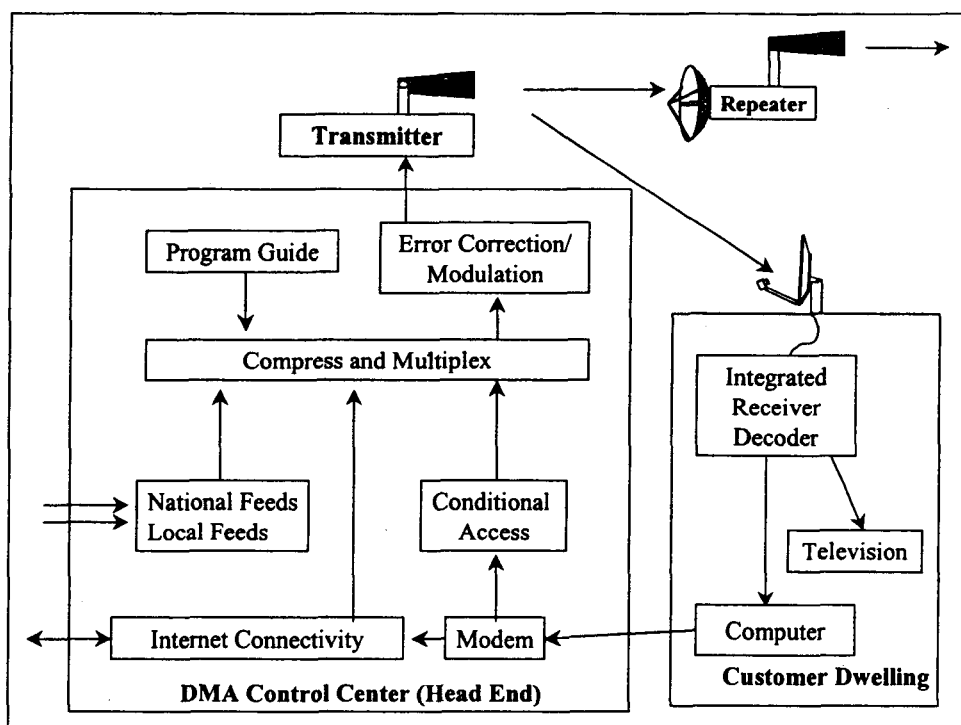 Repeater
Transmitter
Program Guide
Error Correction/
Modulation
Compress and Multiplex
Integrated
Receiver
Decoder
National Feeds
Local Feeds
Conditional
Access
Television
Internet Connectivity
Modem
Computer
DMA Control Center (Head End)
Customer Dwelling